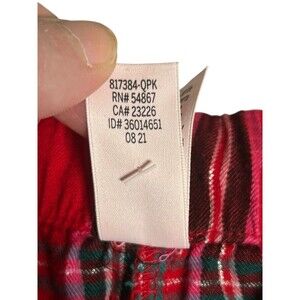 817384-QPK
RN# 54867
CA# 23226
ID# 36014651
08 21